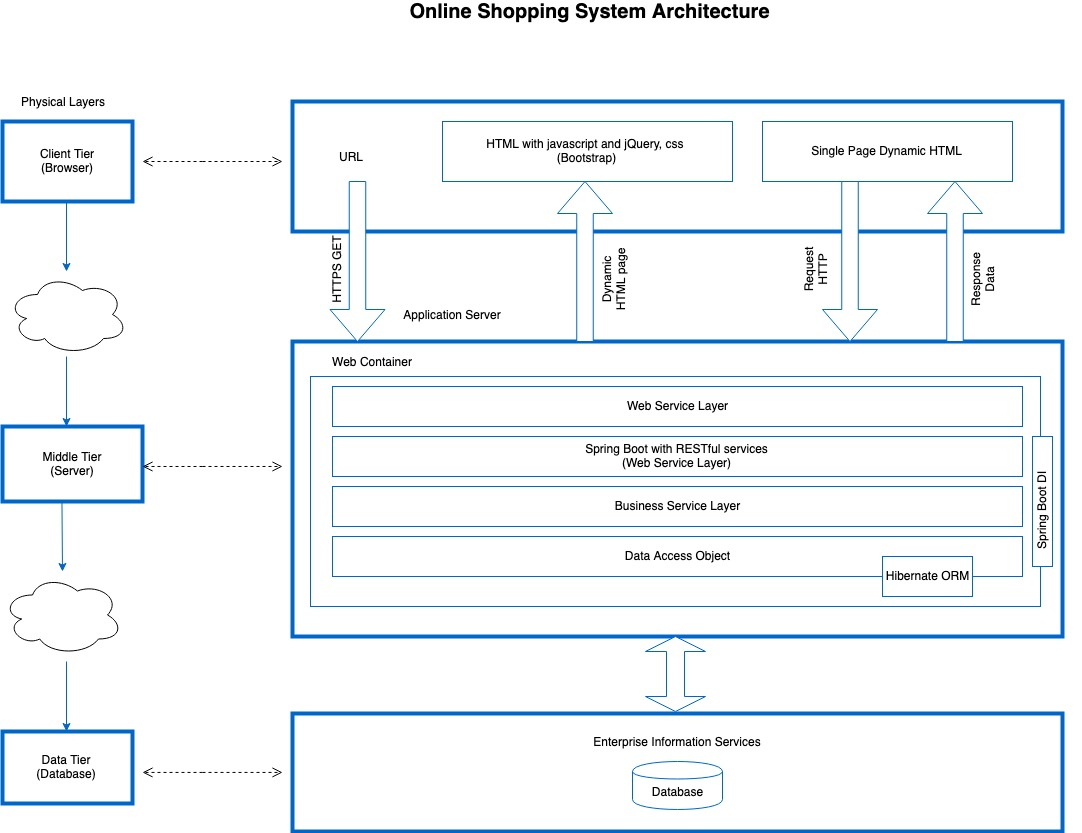 Online Shopping System Architecture
Physical Layers
Client Tier
(Browser)
URL
HTML with javascript and jQuery, css
(Bootstrap)
Single Page Dynamic HTML
HTTPS GET
Dynamic
HTML page
Request
HTTP
Response
Data
Application Server
Web Container
Middle Tier
(Server)
Web Service Layer
Spring Boot with RESTful services
(Web Service Layer)
Business Service Layer
Data Access Object
Hibernate ORM
Spring Boot DI
Data Tier
(Database)
Enterprise Information Services
Database